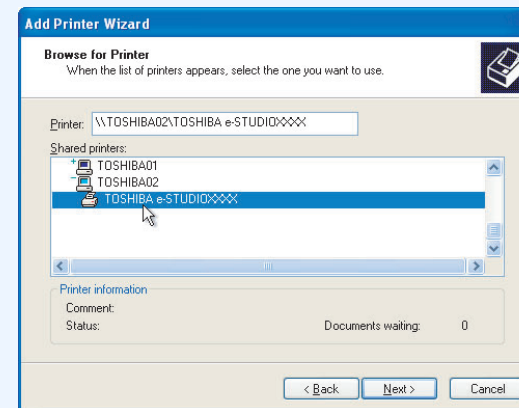 Add Printer Wizard
Browse for Printer
When the list of printers appears, select the one you want to use.
Printer: \\TOSHIBA02\TOSHIBA e-STUDIOXXXX
Shared printers:
TOSHIBA01
TOSHIBA02
TOSHIBA e-STUDIOXXXX
Printer information
Comment:
Status: Documents waiting: 0
< Back Next > Cancel